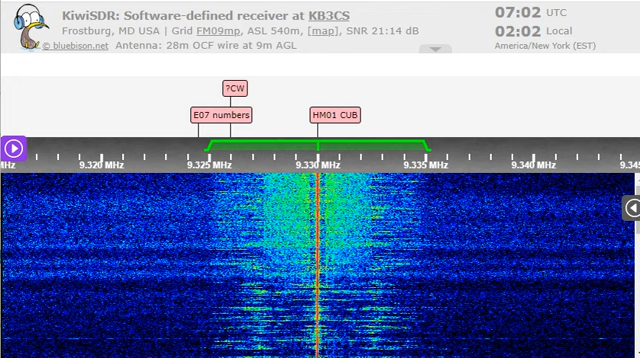 KiwiSDR: Software-defined receiver at KB3CS
Frostburg, MD USA | Grid FM09mp, ASL 540m, [map], SNR 21:14 dB
© bluebison.net Antenna: 28m OCF wire at 9m AGL
07:02 UTC
02:02 Local
America/New York (EST)
?CW
E07 numbers
HM01 CUB
MHz 9.320 MHz 9.325 MHz 9.330 MHz 9.335 MHz 9.340 MHz 9.345